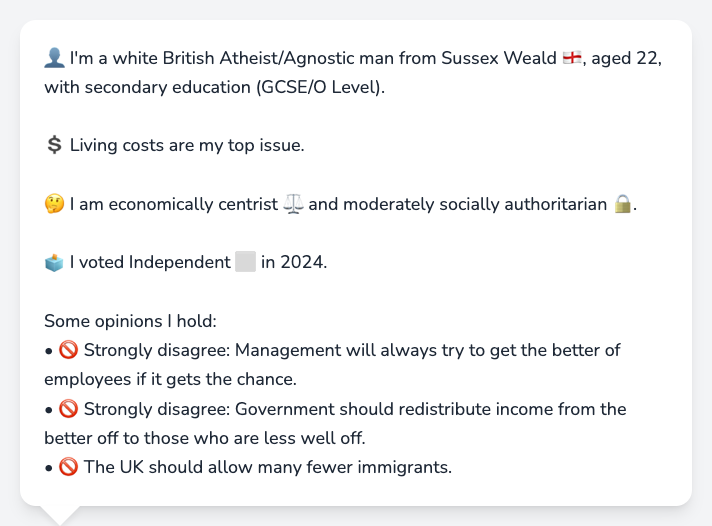 👤 I'm a white British Atheist/Agnostic man from Sussex Weald 🏴󠁧󠁢󠁥󠁮󠁧󠁿, aged 22,
with secondary education (GCSE/O Level).
💲 Living costs are my top issue.
🤔 I am economically centrist ⚖️ and moderately socially authoritarian 🔒.
🗳️ I voted Independent ⬜ in 2024.
Some opinions I hold:
• 🚫 Strongly disagree: Management will always try to get the better of
employees if it gets the chance.
• 🚫 Strongly disagree: Government should redistribute income from the
better off to those who are less well off.
• 🚫 The UK should allow many fewer immigrants.